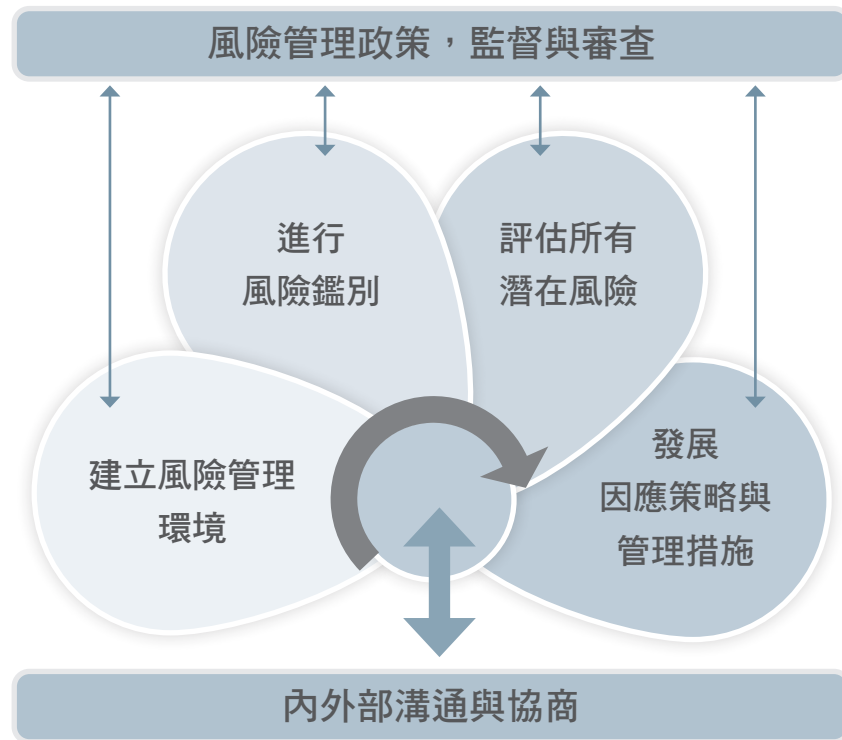 風險管理政策，監督與審查
進行
風險鑑別
評估所有
潛在風險
建立風險管理
環境
發展
因應策略與
管理措施
內外部溝通與協商